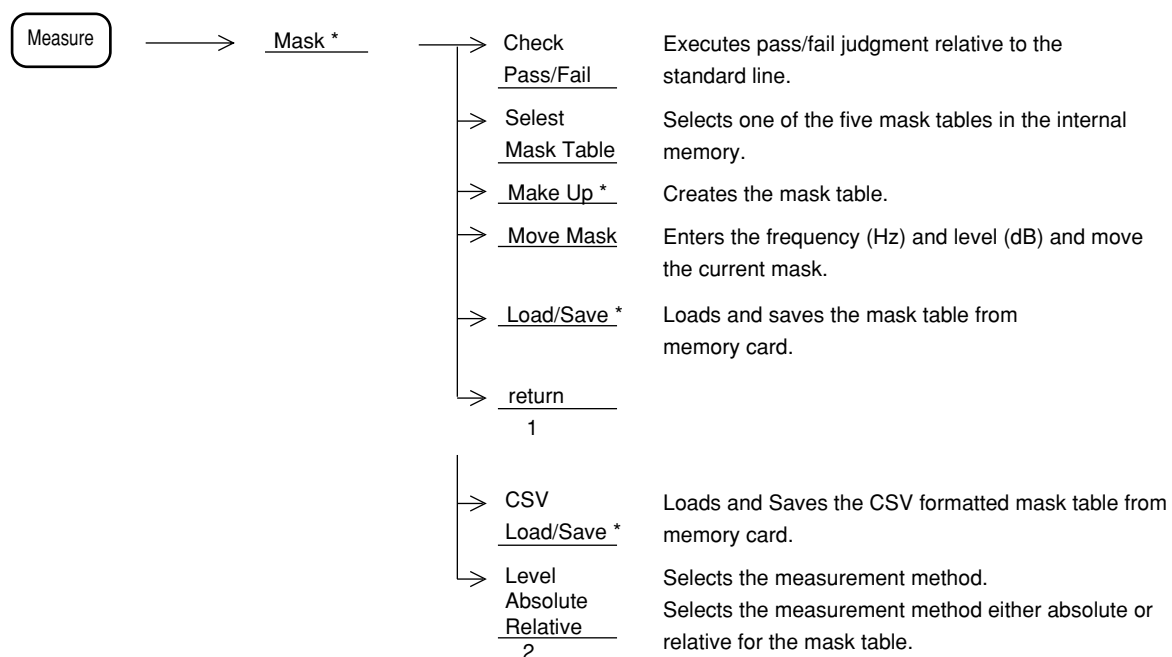 Measure
Mask *
Check
Pass/Fail
Executes pass/fail judgment relative to the
standard line.
Selest
Mask Table
Selects one of the five mask tables in the internal
memory.
Make Up *
Creates the mask table.
Move Mask
Enters the frequency (Hz) and level (dB) and move
the current mask.
Load/Save *
Loads and saves the mask table from
memory card.
return
1
CSV
Load/Save *
Loads and Saves the CSV formatted mask table from
memory card.
Level
Absolute
Relative
2
Selects the measurement method.
Selects the measurement method either absolute or
relative for the mask table.